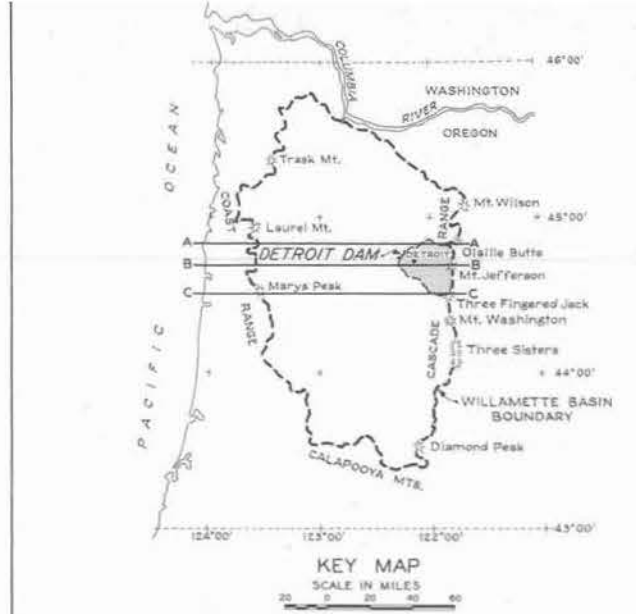 46°00'
COLUMBIA
WASHINGTON
RIVER
OREGON
OCEAN
Trask Mt.
COAST
RANGE
Mt. Wilson
45°00'
Laurel Mt.
A
A
Olallie Butte
DETROIT DAM
DETROIT
B
B
Mt. Jefferson
C
Marys Peak
C
Three Fingered Jack
RANGE
Mt. Washington
PACIFIC
CASCADE
Three Sisters
44°00'
WILLAMETTE BASIN
BOUNDARY
Diamond Peak
CALAPOOYA MTS.
43°00'
124°00'
123°00'
122°00'
KEY MAP
SCALE IN MILES
20 0 20 40 60